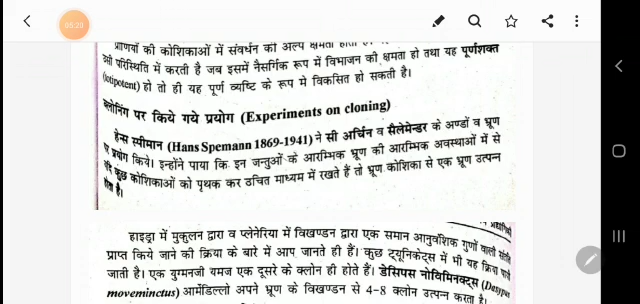 05:20
प्राणियों की कोशिकाओं में संवर्धन की अल्प क्षमता होती
उसी परिस्थिति में करती है जब इसमें नैसर्गिक रूप में विभाजन की क्षमता हो तथा यह पूर्णशक्त
(totipotent) हो तो ही यह पूर्ण व्यष्टि के रूप मे विकसित हो सकती है।
क्लोनिंग पर किये गये प्रयोग (Experiments on cloning)
हेन्स स्पीमान (Hans Spemann 1869-1941) ने सी अर्चिन व सैलेमेन्डर के अण्डों व भ्रूण
पर प्रयोग किये। इन्होंने पाया कि इन जन्तुओं के आरम्भिक भ्रूण की आरम्भिक अवस्थाओं में से
यदि कुछ कोशिकाओं को पृथक कर उचित माध्यम में रखते हैं तो भ्रूण कोशिका से एक भ्रूण उत्पन्न
होता है।
हाइड्रा में मुकुलन द्वारा व प्लेनेरिया में विखण्डन द्वारा एक समान आनुवंशिक गुणों वाली संतति
प्राप्त किये जाने की क्रिया के बारे में आप जानते ही हैं। कुछ ट्यूनिकेट्स में भी यह क्रिया पायी
जाती है। एक युग्मनजी यमज एक दूसरे के क्लोन ही होते हैं। डेसिपस नोविमिनक्ट्स (Dasypus
moveminctus) आर्मेडिल्लो अपने भ्रूण के विखण्डन से 4-8 क्लोन उत्पन्न करता है।